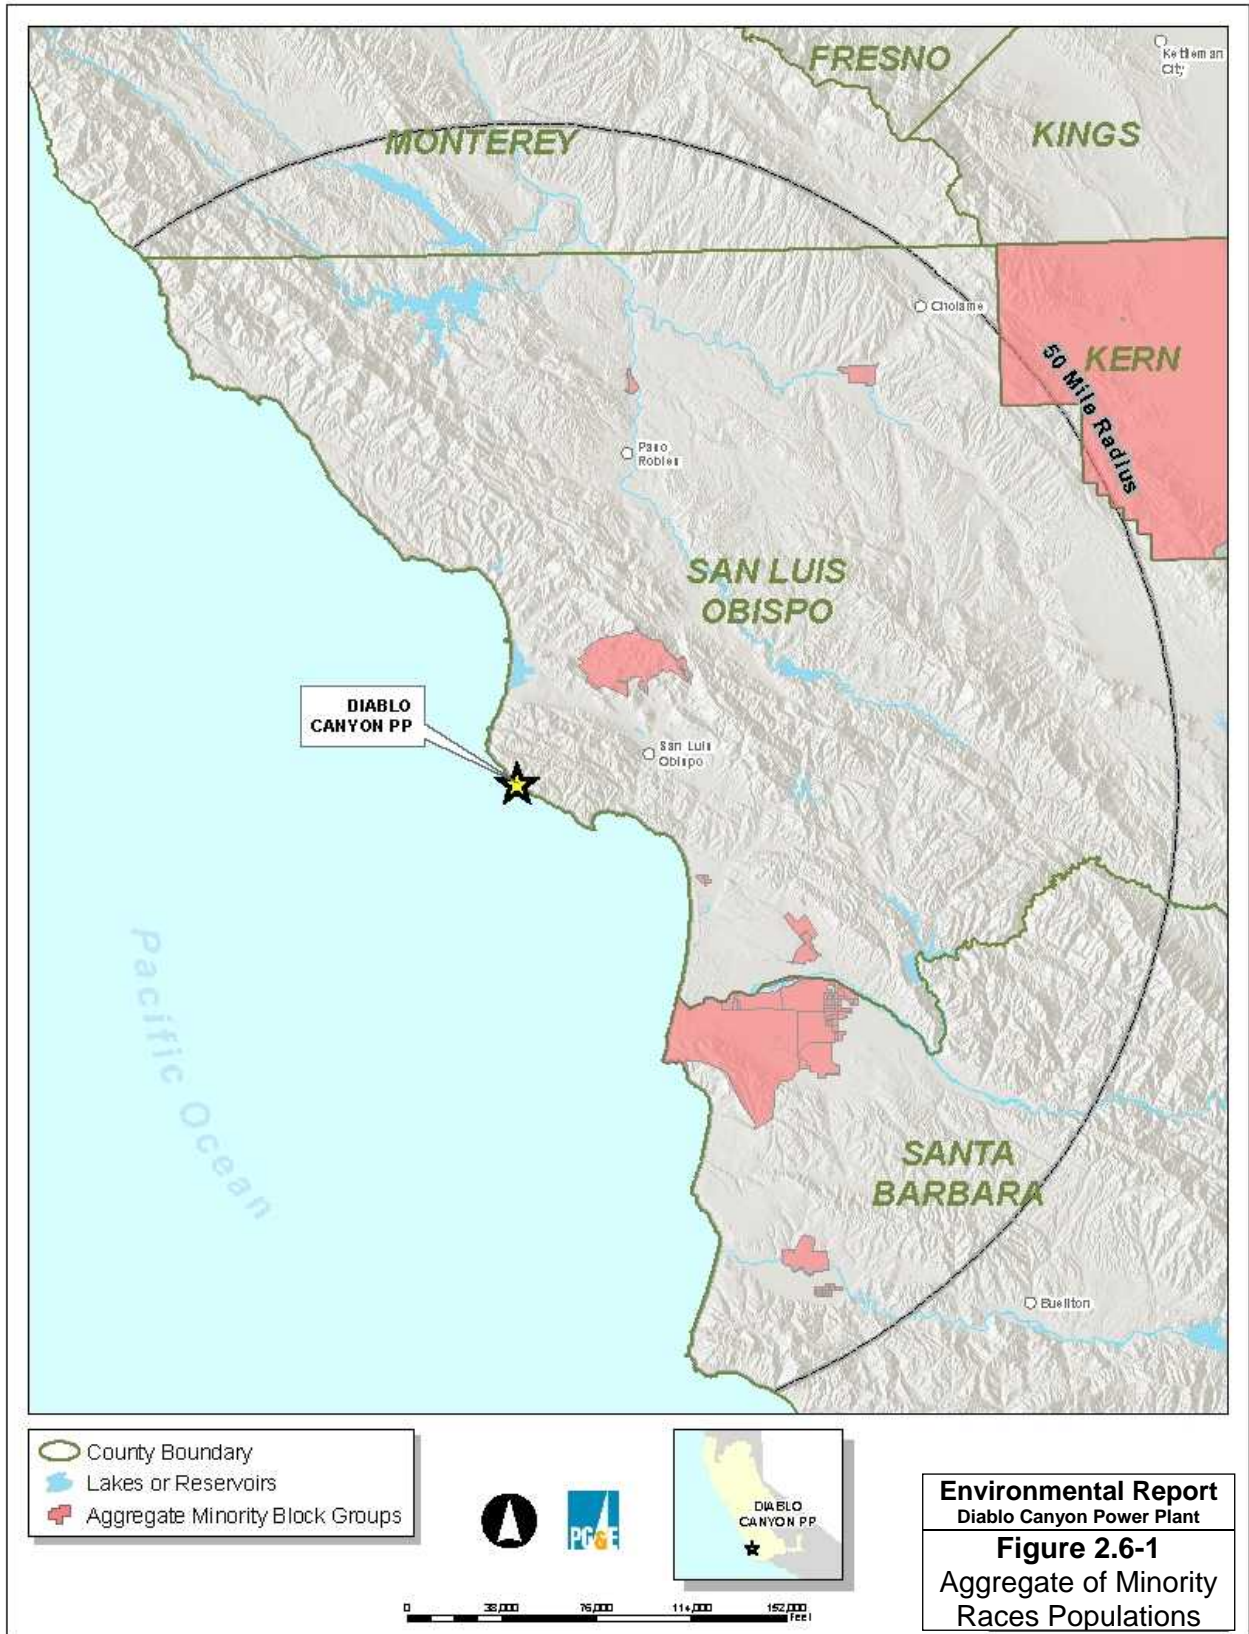 FRESNO
Kettleman
City
MONTEREY
KINGS
Cholame
KERN
50 Mile Radius
Paso
Robles
SAN LUIS
OBISPO
DIABLO
CANYON PP
San Luis
Obispo
Pacific Ocean
SANTA
BARBARA
Buellton
County Boundary
Lakes or Reservoirs
Aggregate Minority Block Groups
PG&E
DIABLO
CANYON PP
0 38,000 76,000 114,000 152,000
Feet
Environmental Report
Diablo Canyon Power Plant
Figure 2.6-1
Aggregate of Minority
Races Populations